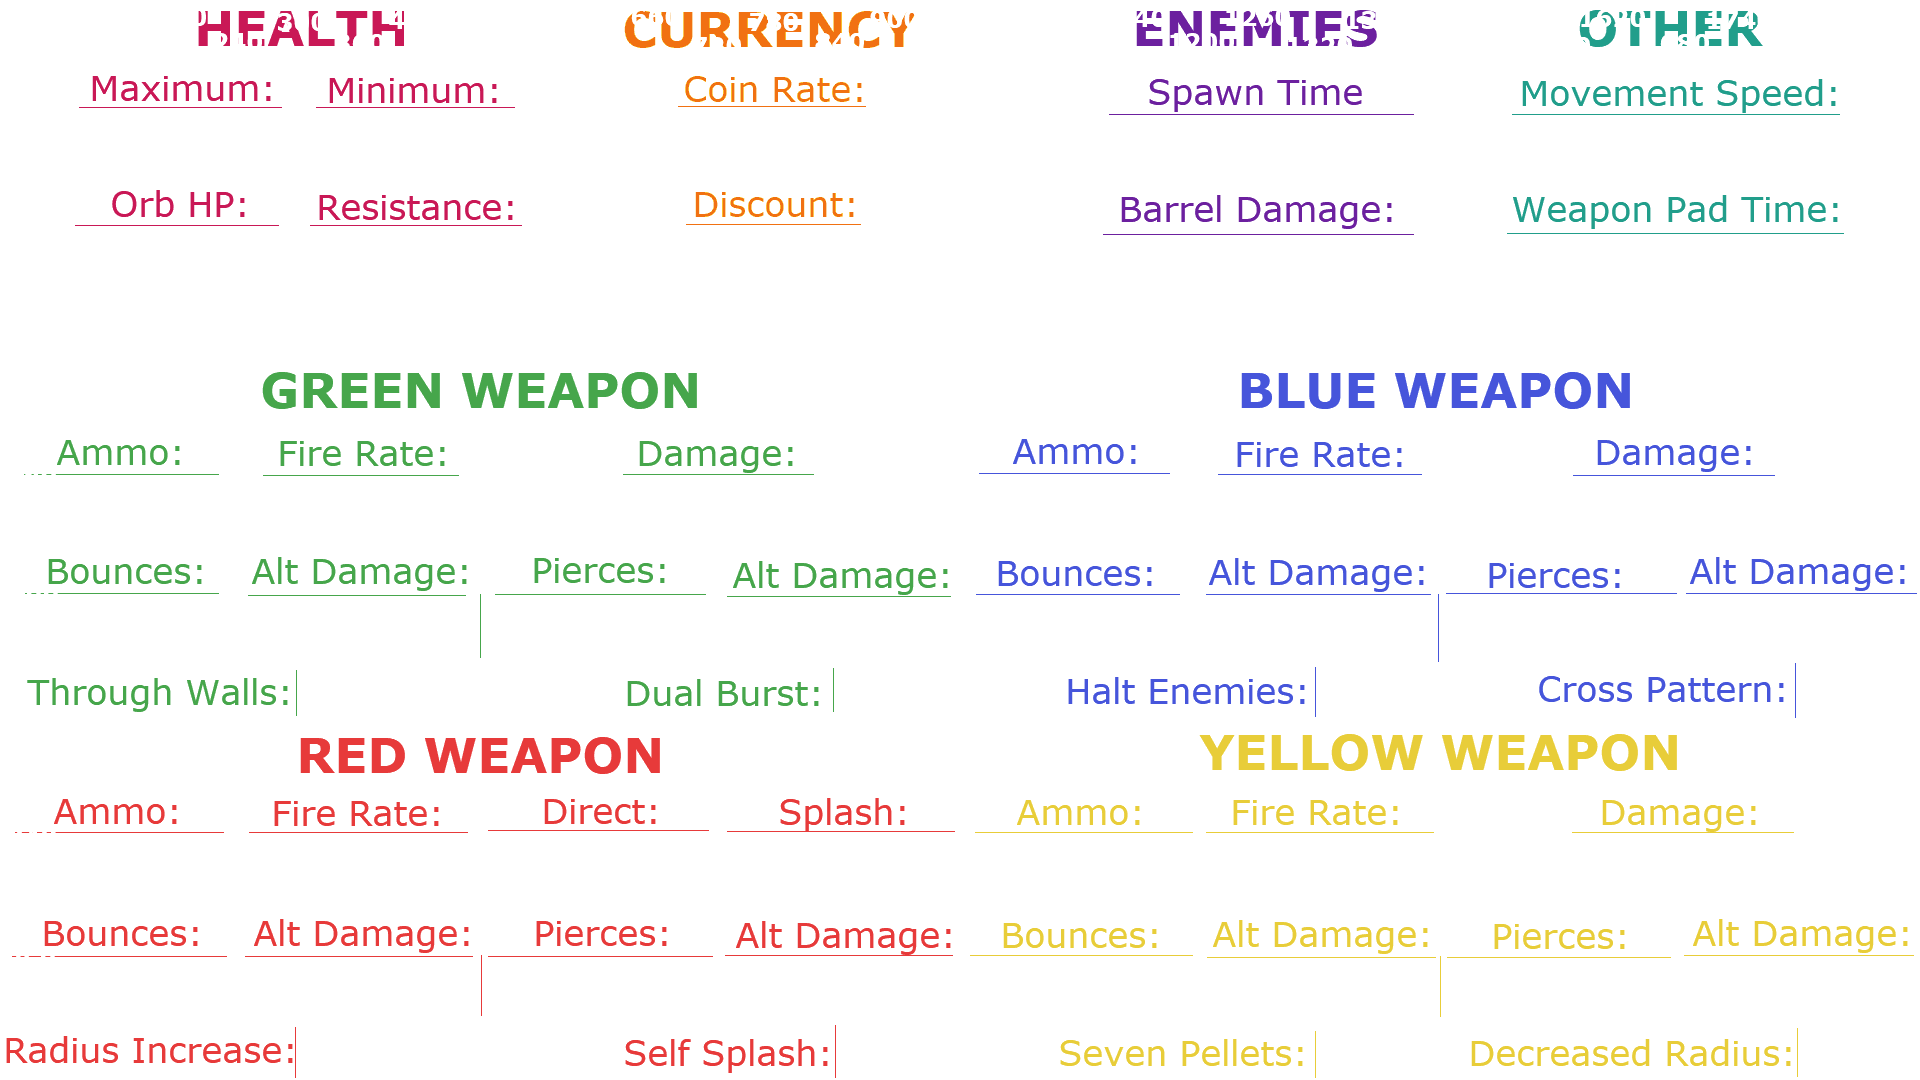 HEALTH CURRENCY ENEMIES OTHER
Maximum: Minimum: Coin Rate: Spawn Time Movement Speed:
Orb HP: Resistance: Discount: Barrel Damage: Weapon Pad Time:
GREEN WEAPON BLUE WEAPON
Ammo: Fire Rate: Damage: Ammo: Fire Rate: Damage:
Bounces: Alt Damage: Pierces: Alt Damage: Bounces: Alt Damage: Pierces: Alt Damage:
Through Walls: Dual Burst: Halt Enemies: Cross Pattern:
RED WEAPON YELLOW WEAPON
Ammo: Fire Rate: Direct: Splash: Ammo: Fire Rate: Damage:
Bounces: Alt Damage: Pierces: Alt Damage: Bounces: Alt Damage: Pierces: Alt Damage:
Radius Increase: Self Splash: Seven Pellets: Decreased Radius: